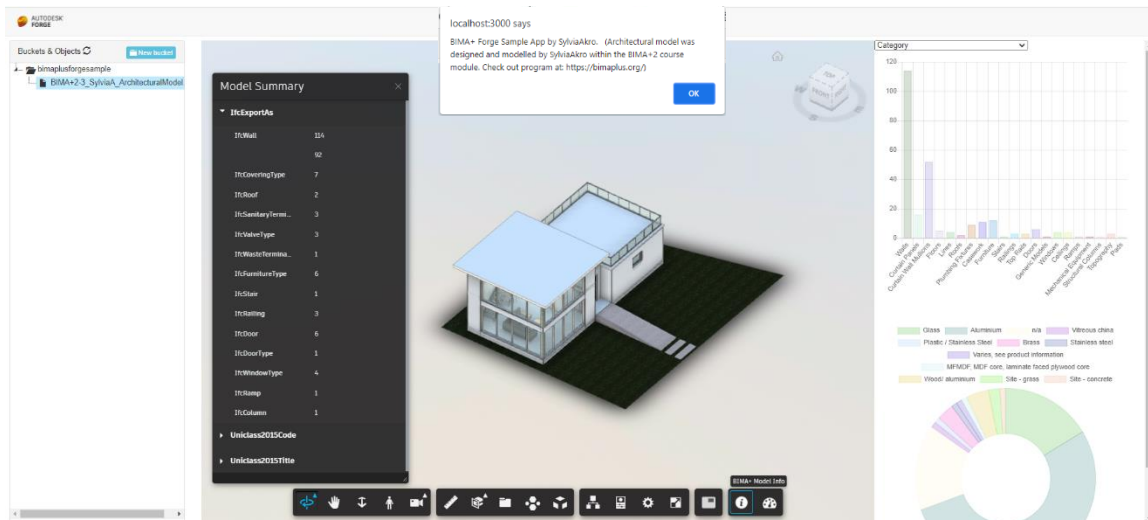 AUTODESK
FORGE
Buckets & Objects
New bucket
bimaplusforgesample
BIMA+2-3_SylviaA_ArchitecturalModel
localhost:3000 says
BIMA+ Forge Sample App by SylviaAkro. (Architectural model was
designed and modelled by SylviaAkro within the BIMA+2 course
module. Check out program at: https://bimaplus.org/)
OK
Model Summary
IfcExportAs
IfcWall 114
92
IfcCoveringType 7
IfcRoof 2
IfcSanitaryTermi... 3
IfcValveType 3
IfcWasteTermina... 1
IfcFurnitureType 6
IfcStair 1
IfcRailing 3
IfcDoor 6
IfcDoorType 1
IfcWindowType 4
IfcRamp 1
IfcColumn 1
Uniclass2015Code
Uniclass2015Title
TOP
FRONT
BIMA+ Model Info
Category
120
100
80
60
40
20
0
Walls
Curtain Panels
Curtain Wall Mullions
Floors
Lines
Roofs
Plumbing Fixtures
Casework
Furniture
Stairs
Railings
Top Rails
Doors
Generic Models
Windows
Ceilings
Ramps
Mechanical Equipment
Structural Columns
Topography
Pads
Glass Aluminium n/a Vitreous china
Plastic / Stainless Steel Brass Stainless steel
Varies, see product information
MFMDF, MDF core, laminate faced plywood core
Wood/ aluminium Site - grass Site - concrete